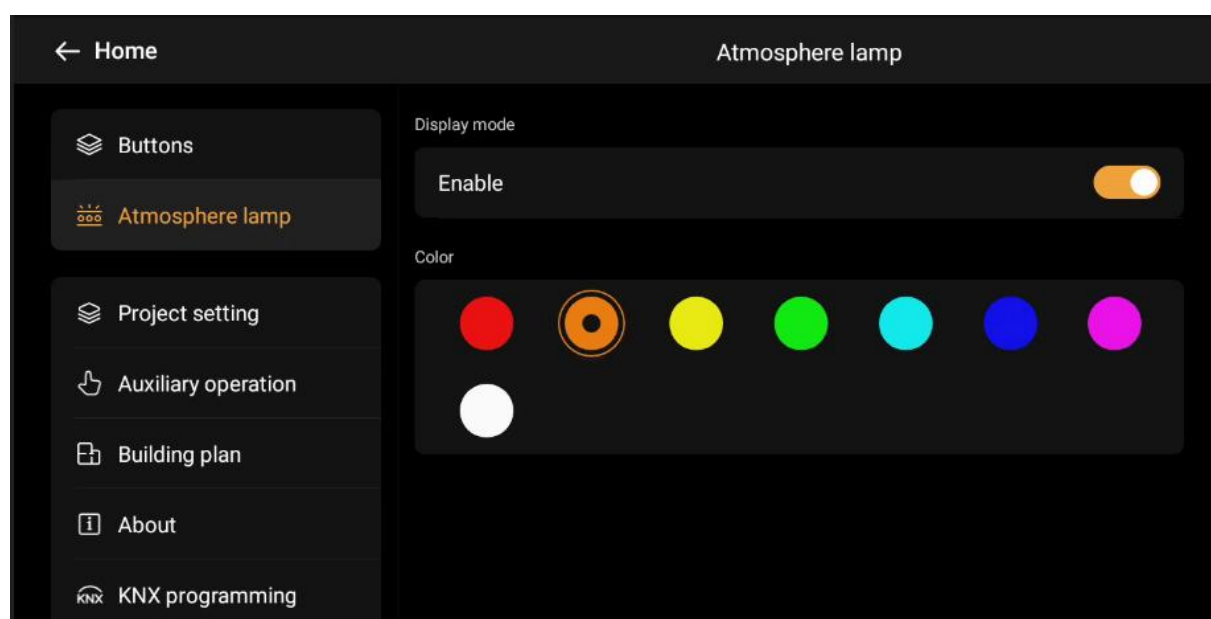 Home
Atmosphere lamp
Buttons
Atmosphere lamp
Project setting
Auxiliary operation
Building plan
About
KNX KNX programming
Display mode
Enable
Color